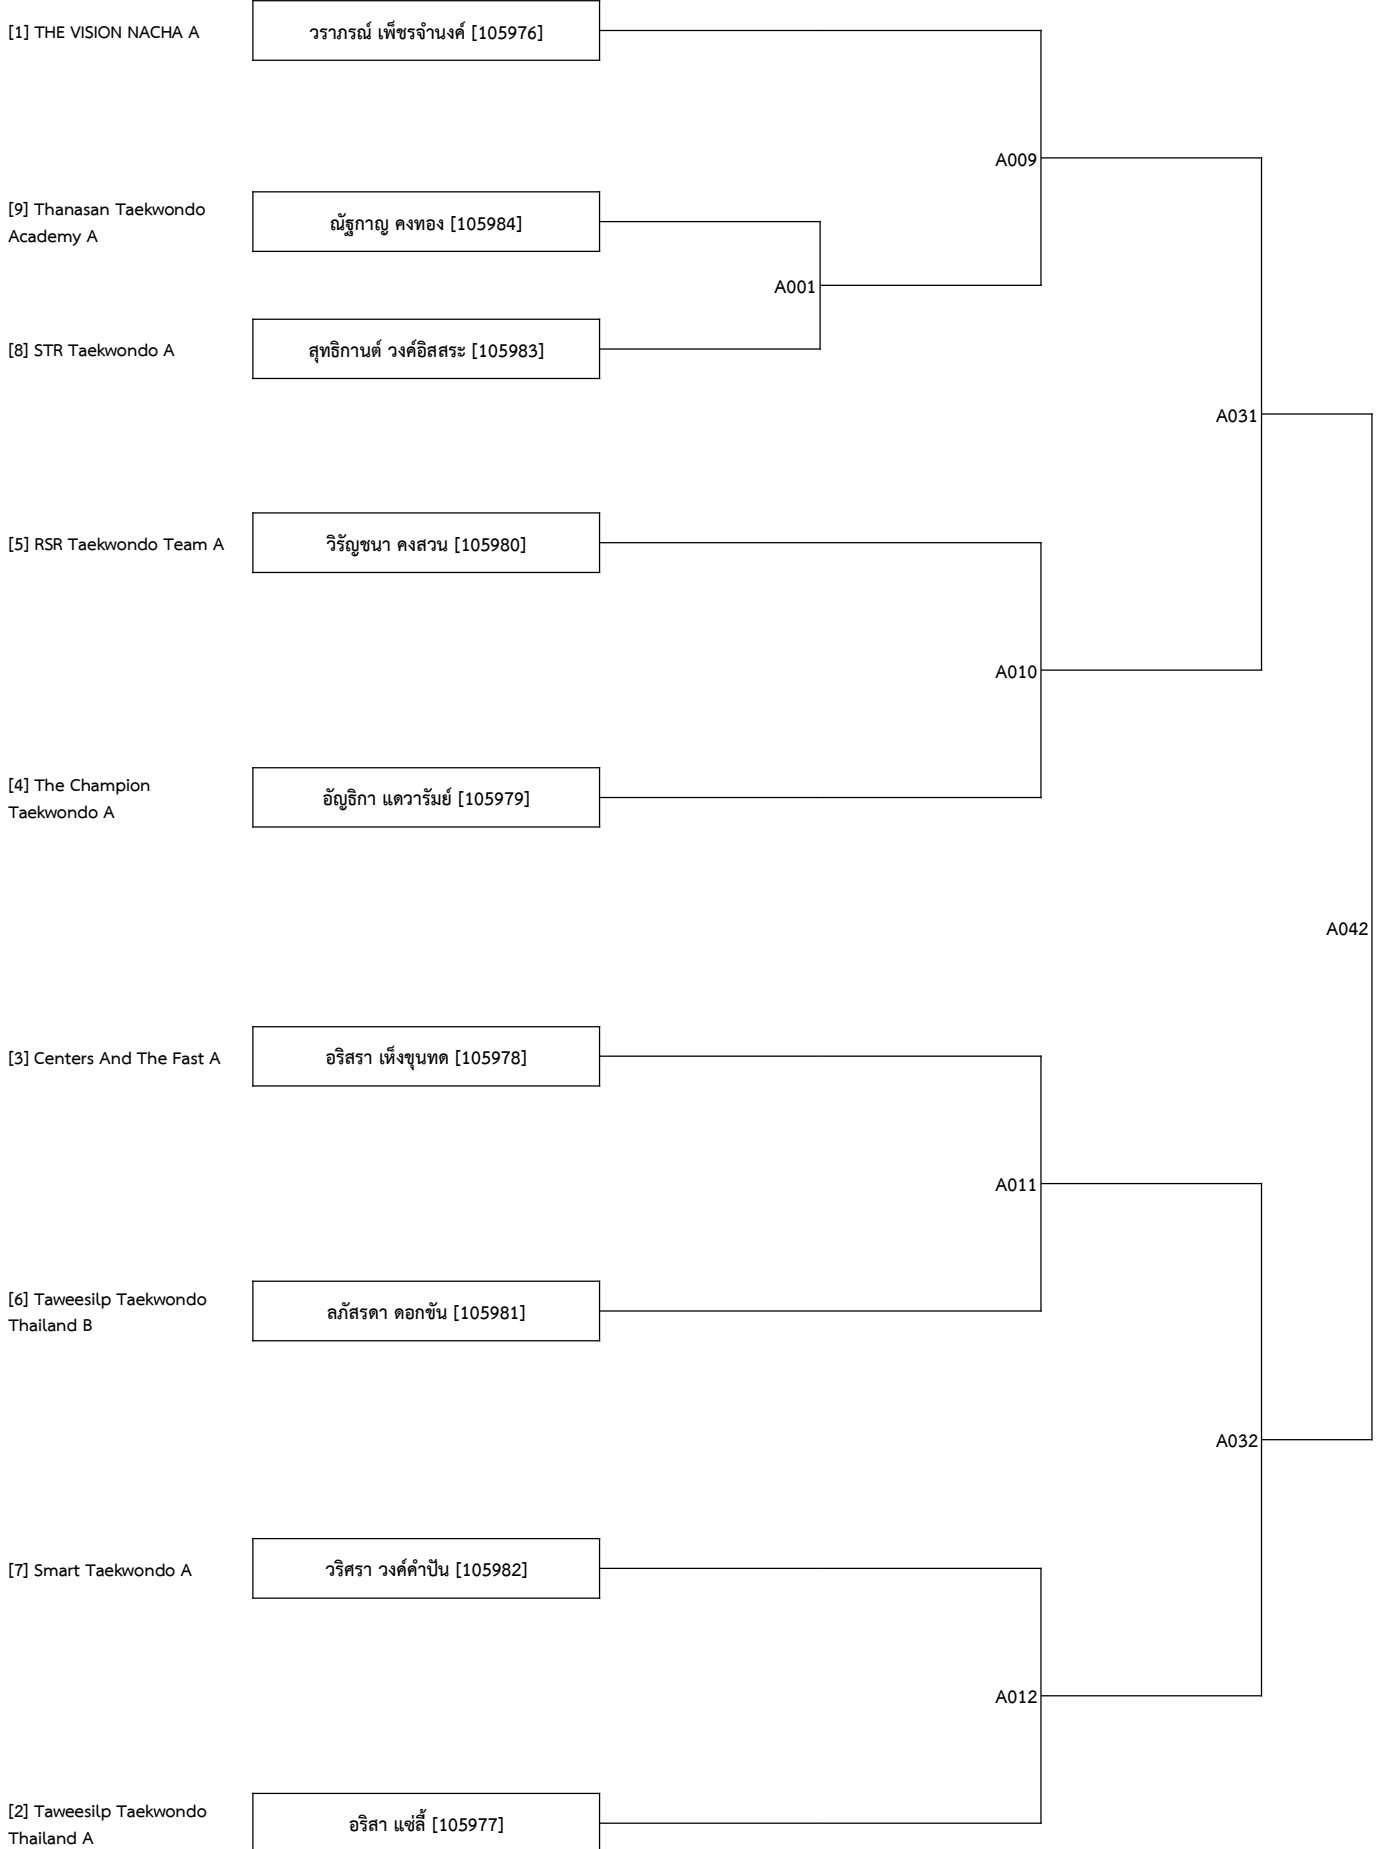 [1] THE VISION NACHA A
วราภรณ์ เพ็ชรจำนงค์ [105976]
A009
[9] Thanasan Taekwondo
Academy A
ณัฐกาญ คงทอง [105984]
A001
[8] STR Taekwondo A
สุทธิกานต์ วงค์อิสสระ [105983]
A031
[5] RSR Taekwondo Team A
วิรัญชนา คงสวน [105980]
A010
[4] The Champion
Taekwondo A
อัญธิกา แดวารัมย์ [105979]
A042
[3] Centers And The Fast A
อริสรา เห็งขุนทด [105978]
A011
[6] Taweesilp Taekwondo
Thailand B
ลภัสรดา ดอกขัน [105981]
A032
[7] Smart Taekwondo A
วริศรา วงค์คำปัน [105982]
A012
[2] Taweesilp Taekwondo
Thailand A
อริสา แซ่ลี้ [105977]